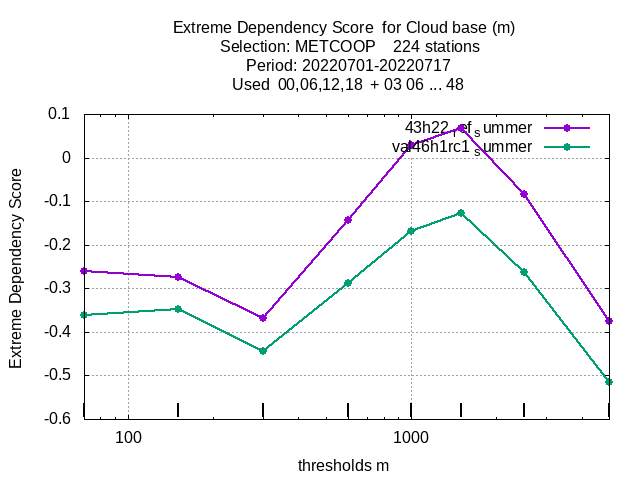 Extreme Dependency Score for Cloud base (m)
Selection: METCOOP 224 stations
Period: 20220701-20220717
Used 00,06,12,18 + 03 06 ... 48
43h22_ref_summer
val46h1rc1_summer
0.1
0
-0.1
-0.2
-0.3
-0.4
-0.5
-0.6
Extreme Dependency Score
100
1000
thresholds m